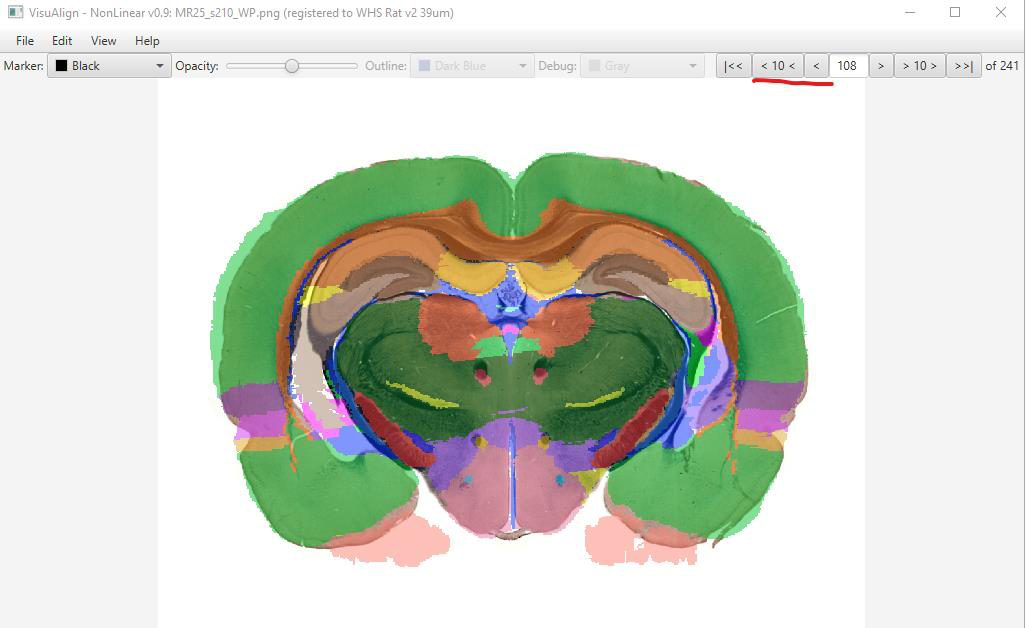 VisuAlign - NonLinear v0.9: MR25_s210_WP.png (registered to WHS Rat v2 39um)
File Edit View Help
Marker: Black Opacity: Outline: Dark Blue Debug: Gray |<< < 10 < < 108 > > 10 > >>| of 241